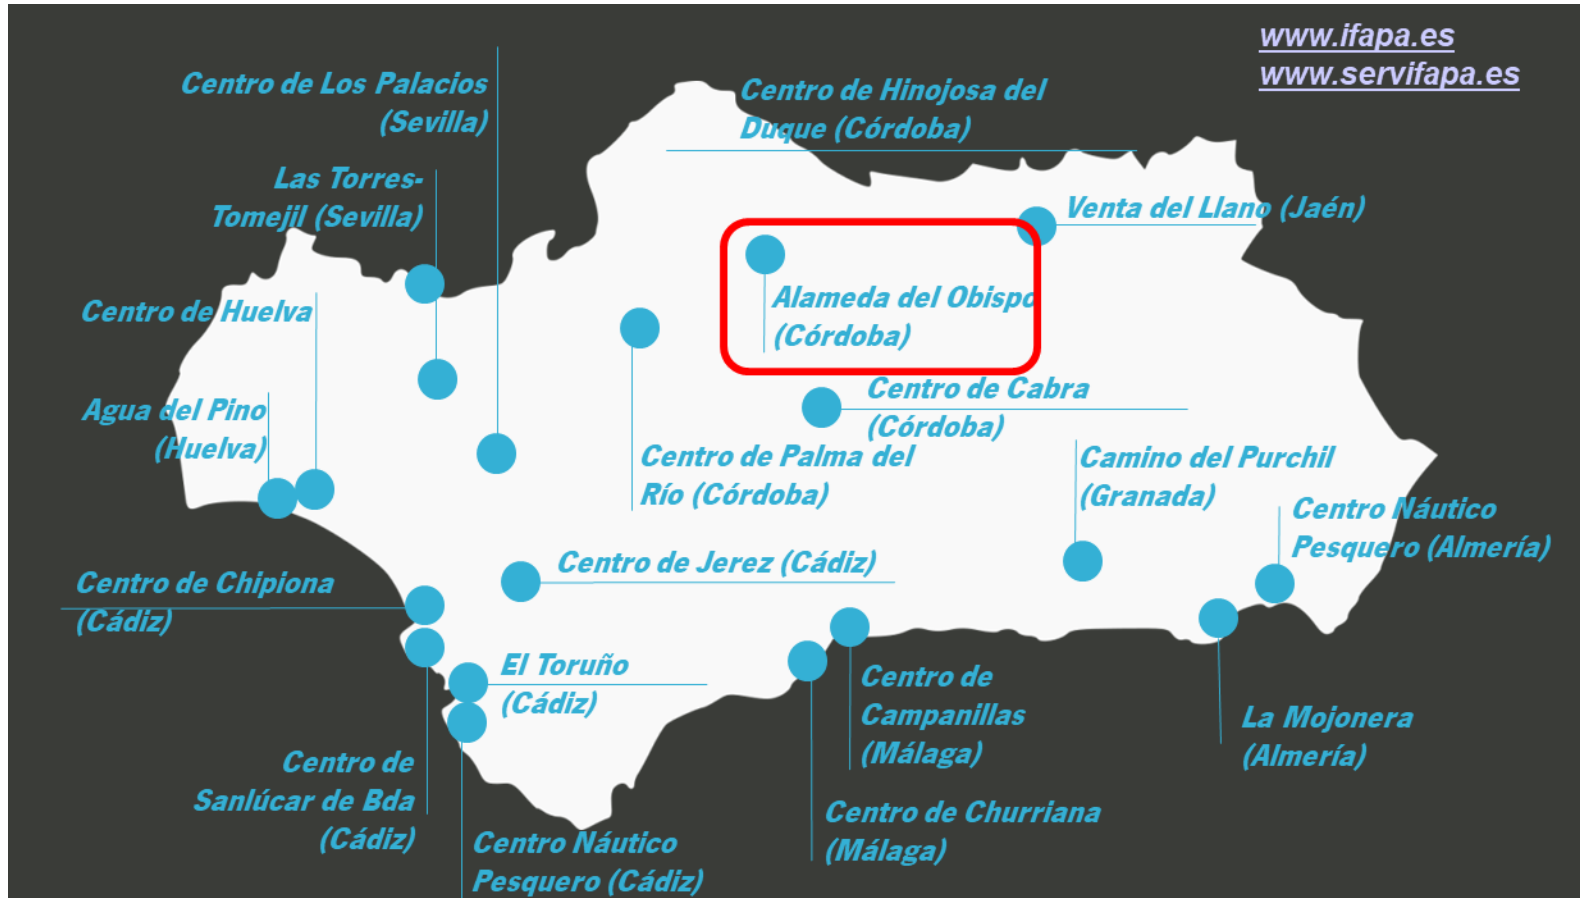 www.ifapa.es
www.servifapa.es
Centro de Los Palacios
(Sevilla)
Centro de Hinojosa del
Duque (Córdoba)
Las Torres-
Tomejil (Sevilla)
Venta del Llano (Jaén)
Centro de Huelva
Alameda del Obispo
(Córdoba)
Agua del Pino
(Huelva)
Centro de Cabra
(Córdoba)
Centro de Palma del
Río (Córdoba)
Camino del Purchil
(Granada)
Centro Náutico
Pesquero (Almería)
Centro de Jerez (Cádiz)
Centro de Chipiona
(Cádiz)
El Toruño
(Cádiz)
Centro de
Campanillas
(Málaga)
La Mojonera
(Almería)
Centro de
Sanlúcar de Bda
(Cádiz)
Centro de Churriana
(Málaga)
Centro Náutico
Pesquero (Cádiz)